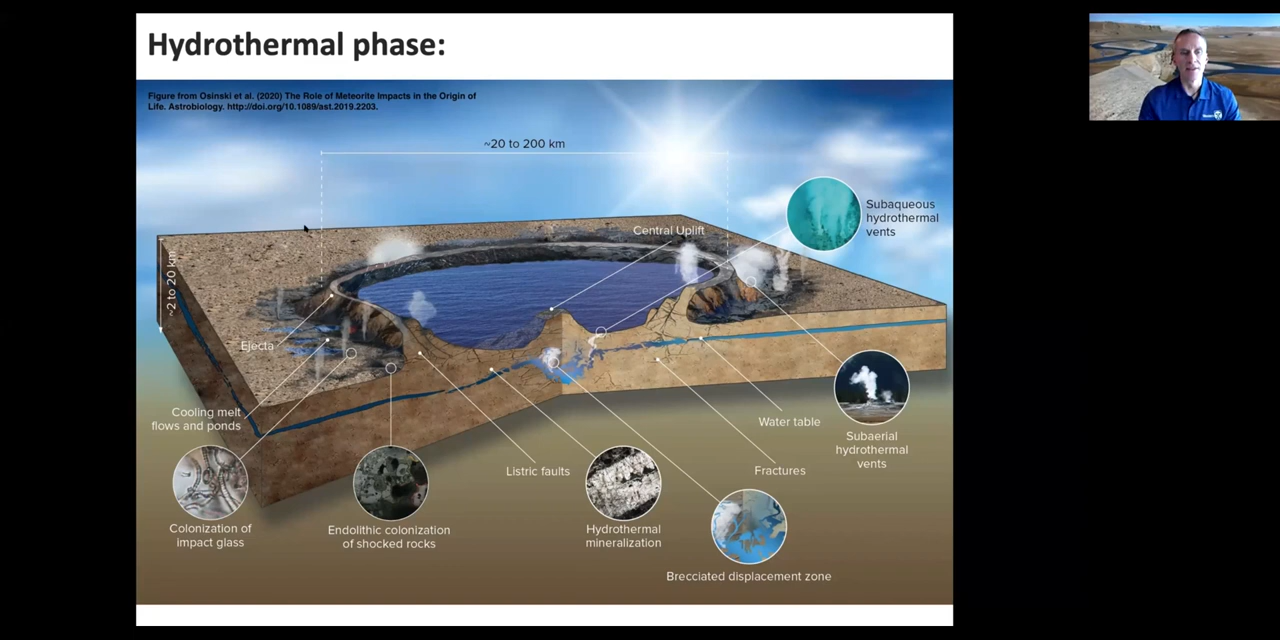 Hydrothermal phase:
Figure from Osinski et al. (2020) The Role of Meteorite Impacts in the Origin of
Life. Astrobiology. http://doi.org/10.1089/ast.2019.2203.
~20 to 200 km
Subaqueous
hydrothermal
vents
Central Uplift
~2 to 20 km
Ejecta
Cooling melt
flows and ponds
Water table
Subaerial
hydrothermal
vents
Listric faults
Fractures
Colonization of
impact glass
Endolithic colonization
of shocked rocks
Hydrothermal
mineralization
Brecciated displacement zone